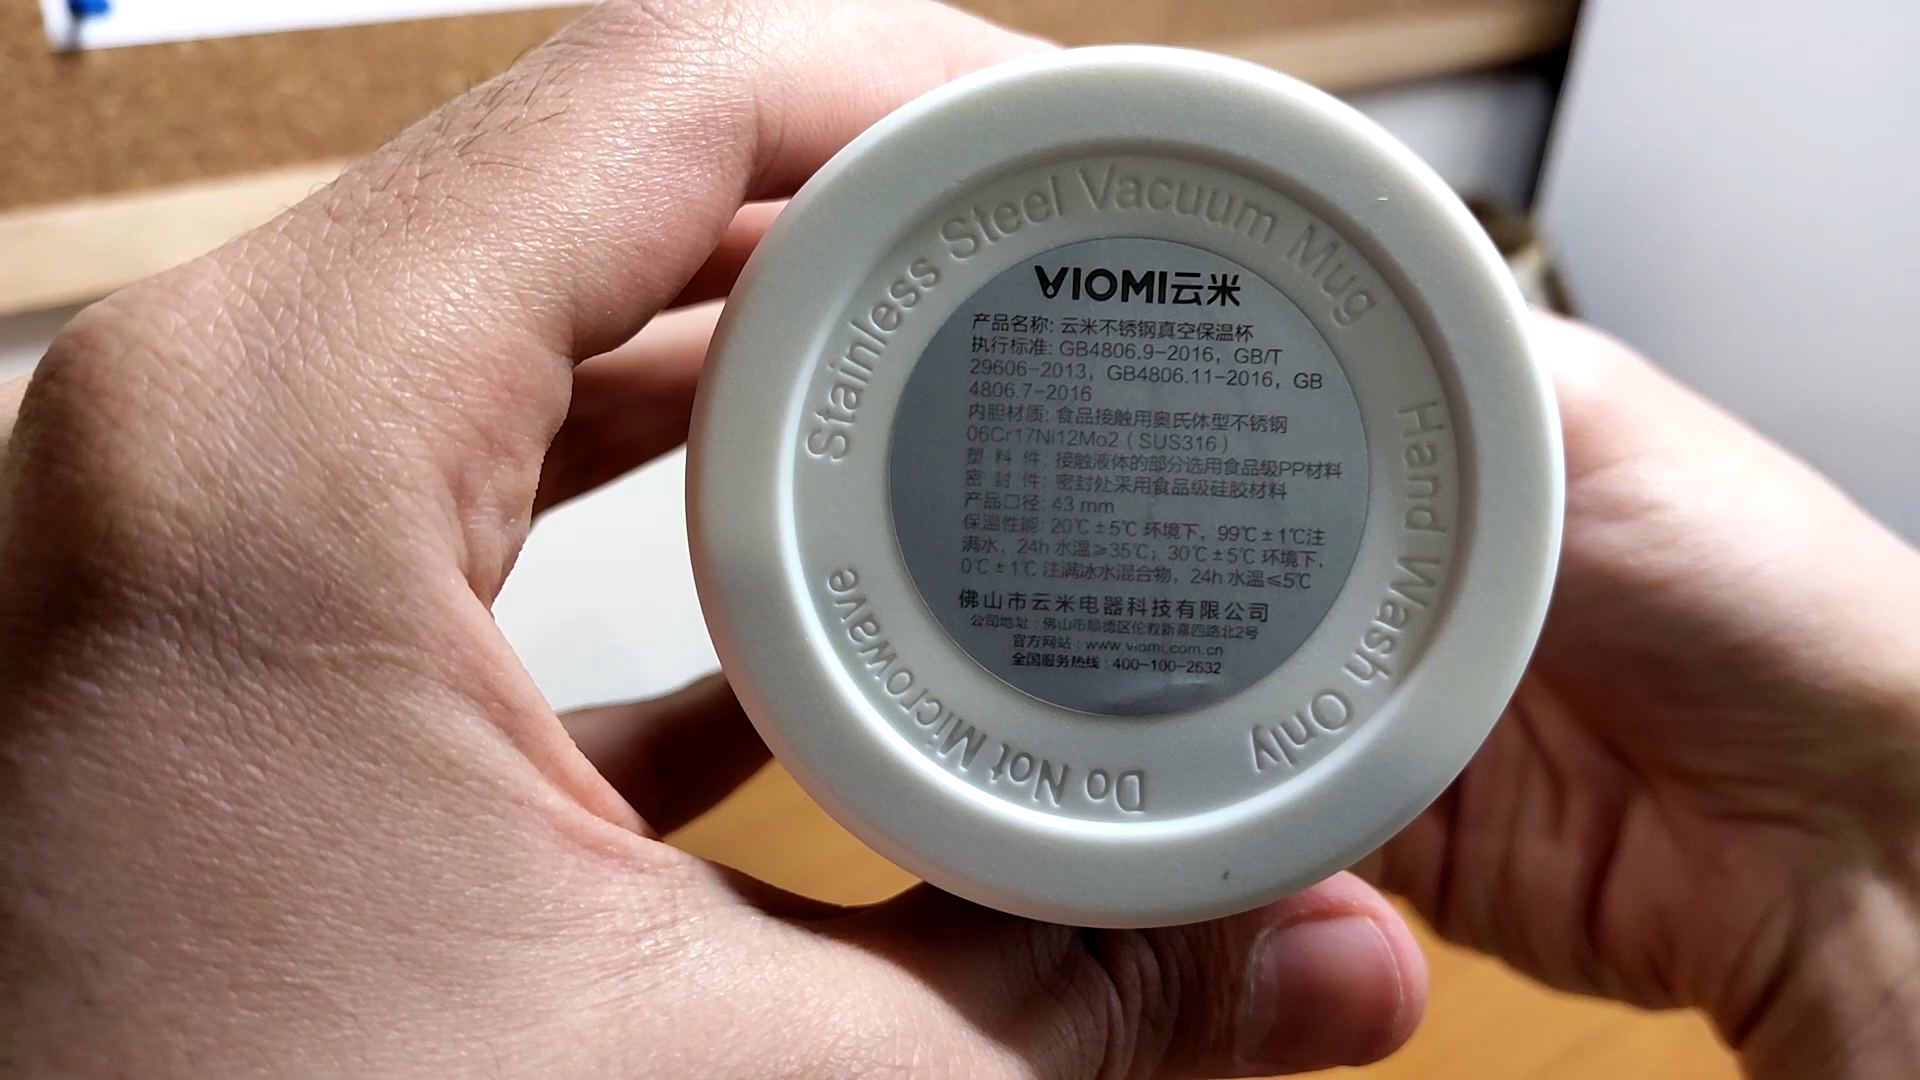 Stainless Steel Vacuum Mug
VIOMI云米
产品名称: 云米不锈钢真空保温杯
执行标准: GB4806.9-2016, GB/T
29606-2013, GB4806.11-2016, GB
4806.7-2016
内胆材质: 食品接触用奥氏体型不锈钢
06Cr17Ni12Mo2 (SUS316)
塑 料 件: 接触液体的部分选用食品级PP材料
密 封 件: 密封处采用食品级硅胶材料
产品口径: 43 mm
保温性能: 20℃±5℃ 环境下, 99℃±1℃注
满水, 24h 水温≥35℃; 30℃±5℃ 环境下,
0℃±1℃ 注满冰水混合物, 24h 水温≤5℃
佛山市云米电器科技有限公司
公司地址: 佛山市顺德区伦教新熹四路北2号
官方网站: www.viomi.com.cn
全国服务热线: 400-100-2632
Hand Wash Only
Do Not Microwave